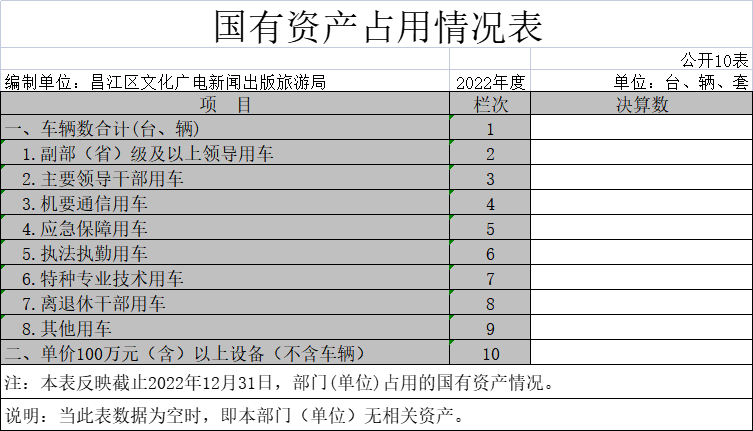 国有资产占用情况表
公开10表
编制单位：昌江区文化广电新闻出版旅游局 2022年度 单位：台、辆、套
项 目 栏次 决算数
一、车辆数合计(台、辆) 1
1.副部（省）级及以上领导用车 2
2.主要领导干部用车 3
3.机要通信用车 4
4.应急保障用车 5
5.执法执勤用车 6
6.特种专业技术用车 7
7.离退休干部用车 8
8.其他用车 9
二、单价100万元（含）以上设备（不含车辆） 10
注：本表反映截止2022年12月31日，部门(单位)占用的国有资产情况。
说明：当此表数据为空时，即本部门（单位）无相关资产。